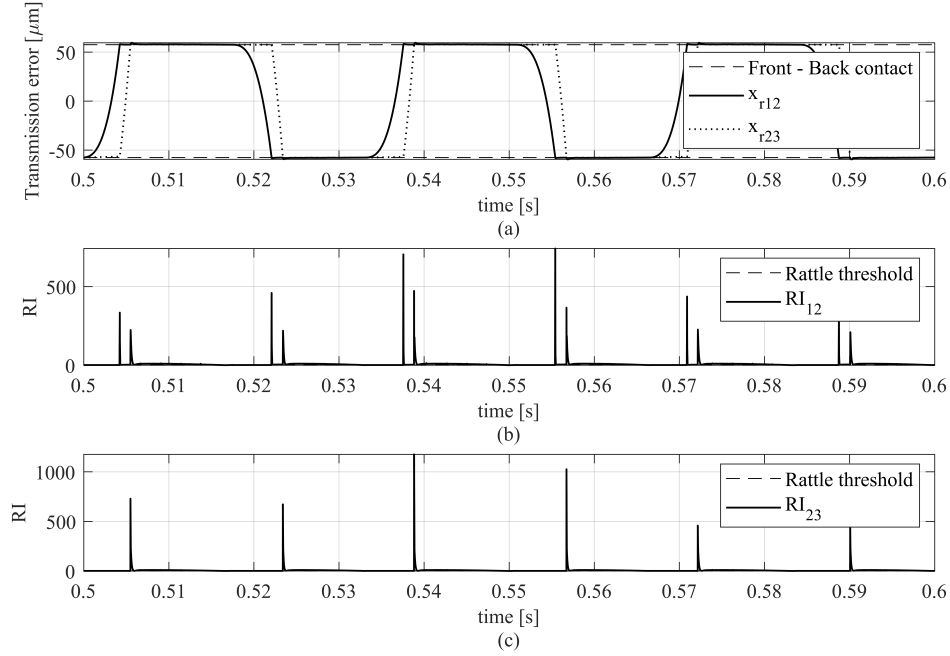 Transmission error [μm]
50
0
-50
Front - Back contact
x_r12
x_r23
0.5 0.51 0.52 0.53 0.54 0.55 0.56 0.57 0.58 0.59 0.6
time [s]
(a)
RI
500
0
Rattle threshold
RI_12
0.5 0.51 0.52 0.53 0.54 0.55 0.56 0.57 0.58 0.59 0.6
time [s]
(b)
RI
1000
500
0
Rattle threshold
RI_23
0.5 0.51 0.52 0.53 0.54 0.55 0.56 0.57 0.58 0.59 0.6
time [s]
(c)